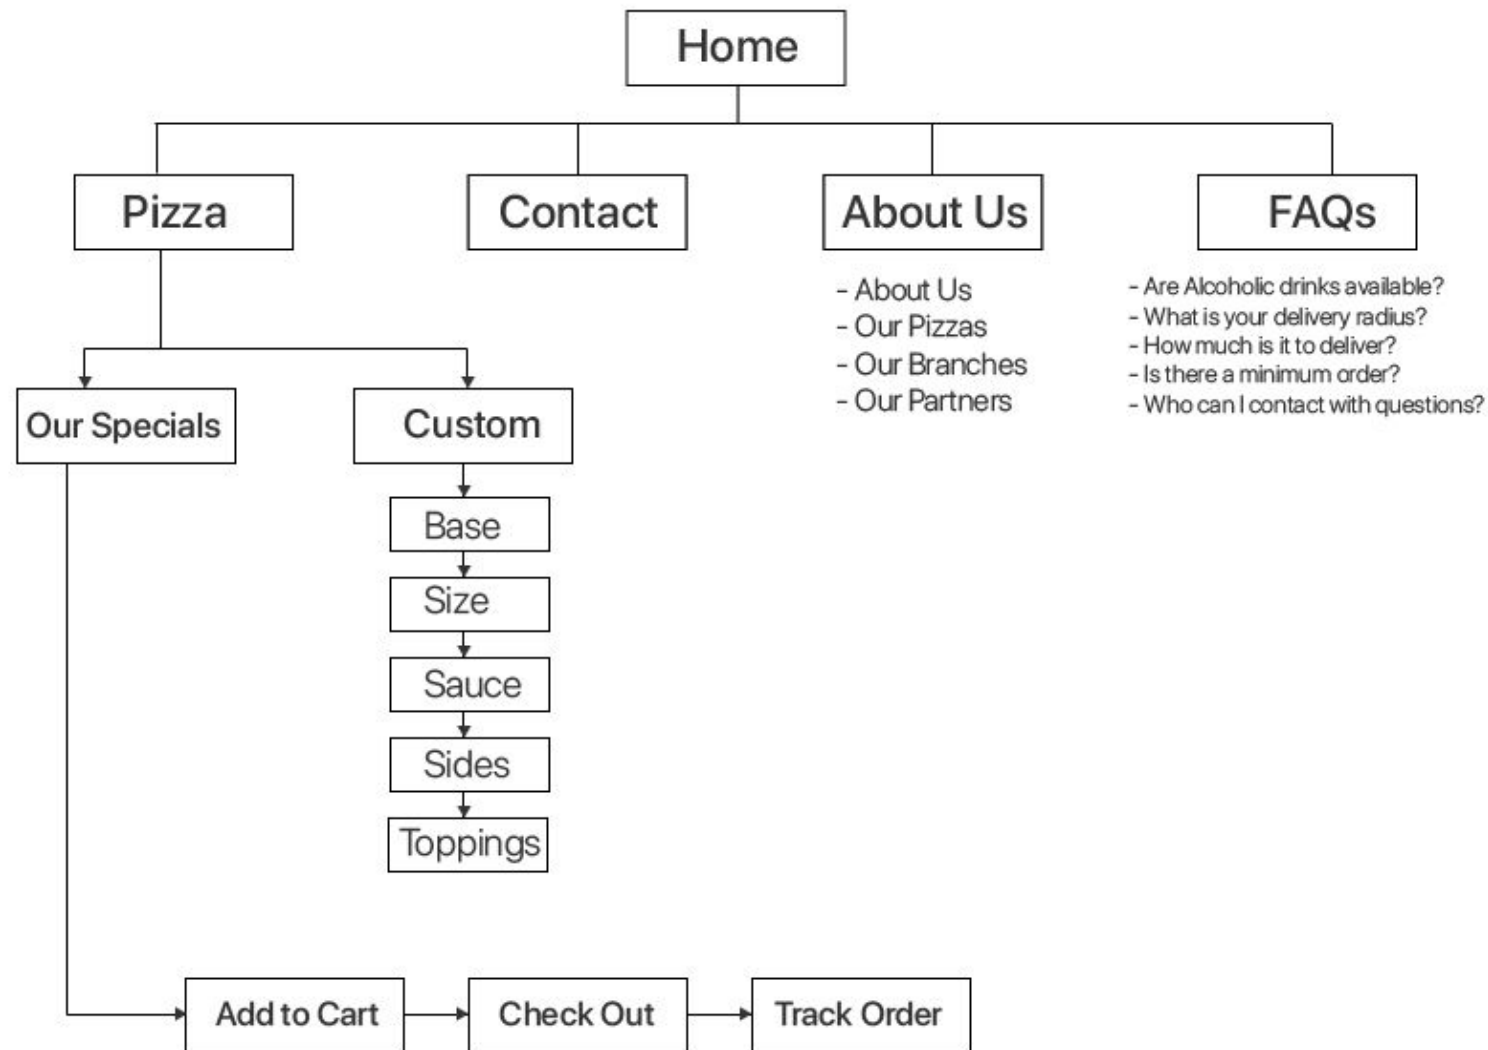 Home
Pizza
Contact
About Us
FAQs
- About Us
- Our Pizzas
- Our Branches
- Our Partners
- Are Alcoholic drinks available?
- What is your delivery radius?
- How much is it to deliver?
- Is there a minimum order?
- Who can I contact with questions?
Our Specials
Custom
Base
Size
Sauce
Sides
Toppings
Add to Cart
Check Out
Track Order